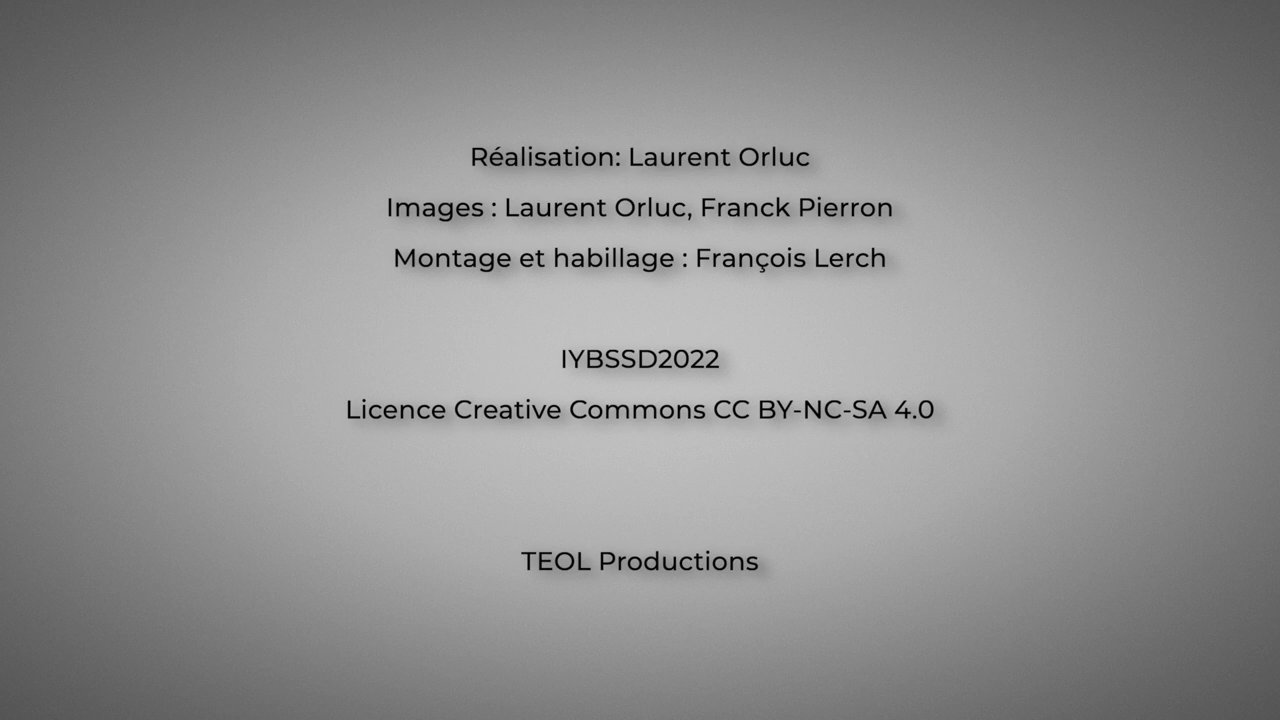 Réalisation: Laurent Orluc
Images : Laurent Orluc, Franck Pierron
Montage et habillage : François Lerch
IYBSSD2022
Licence Creative Commons CC BY-NC-SA 4.0
TEOL Productions